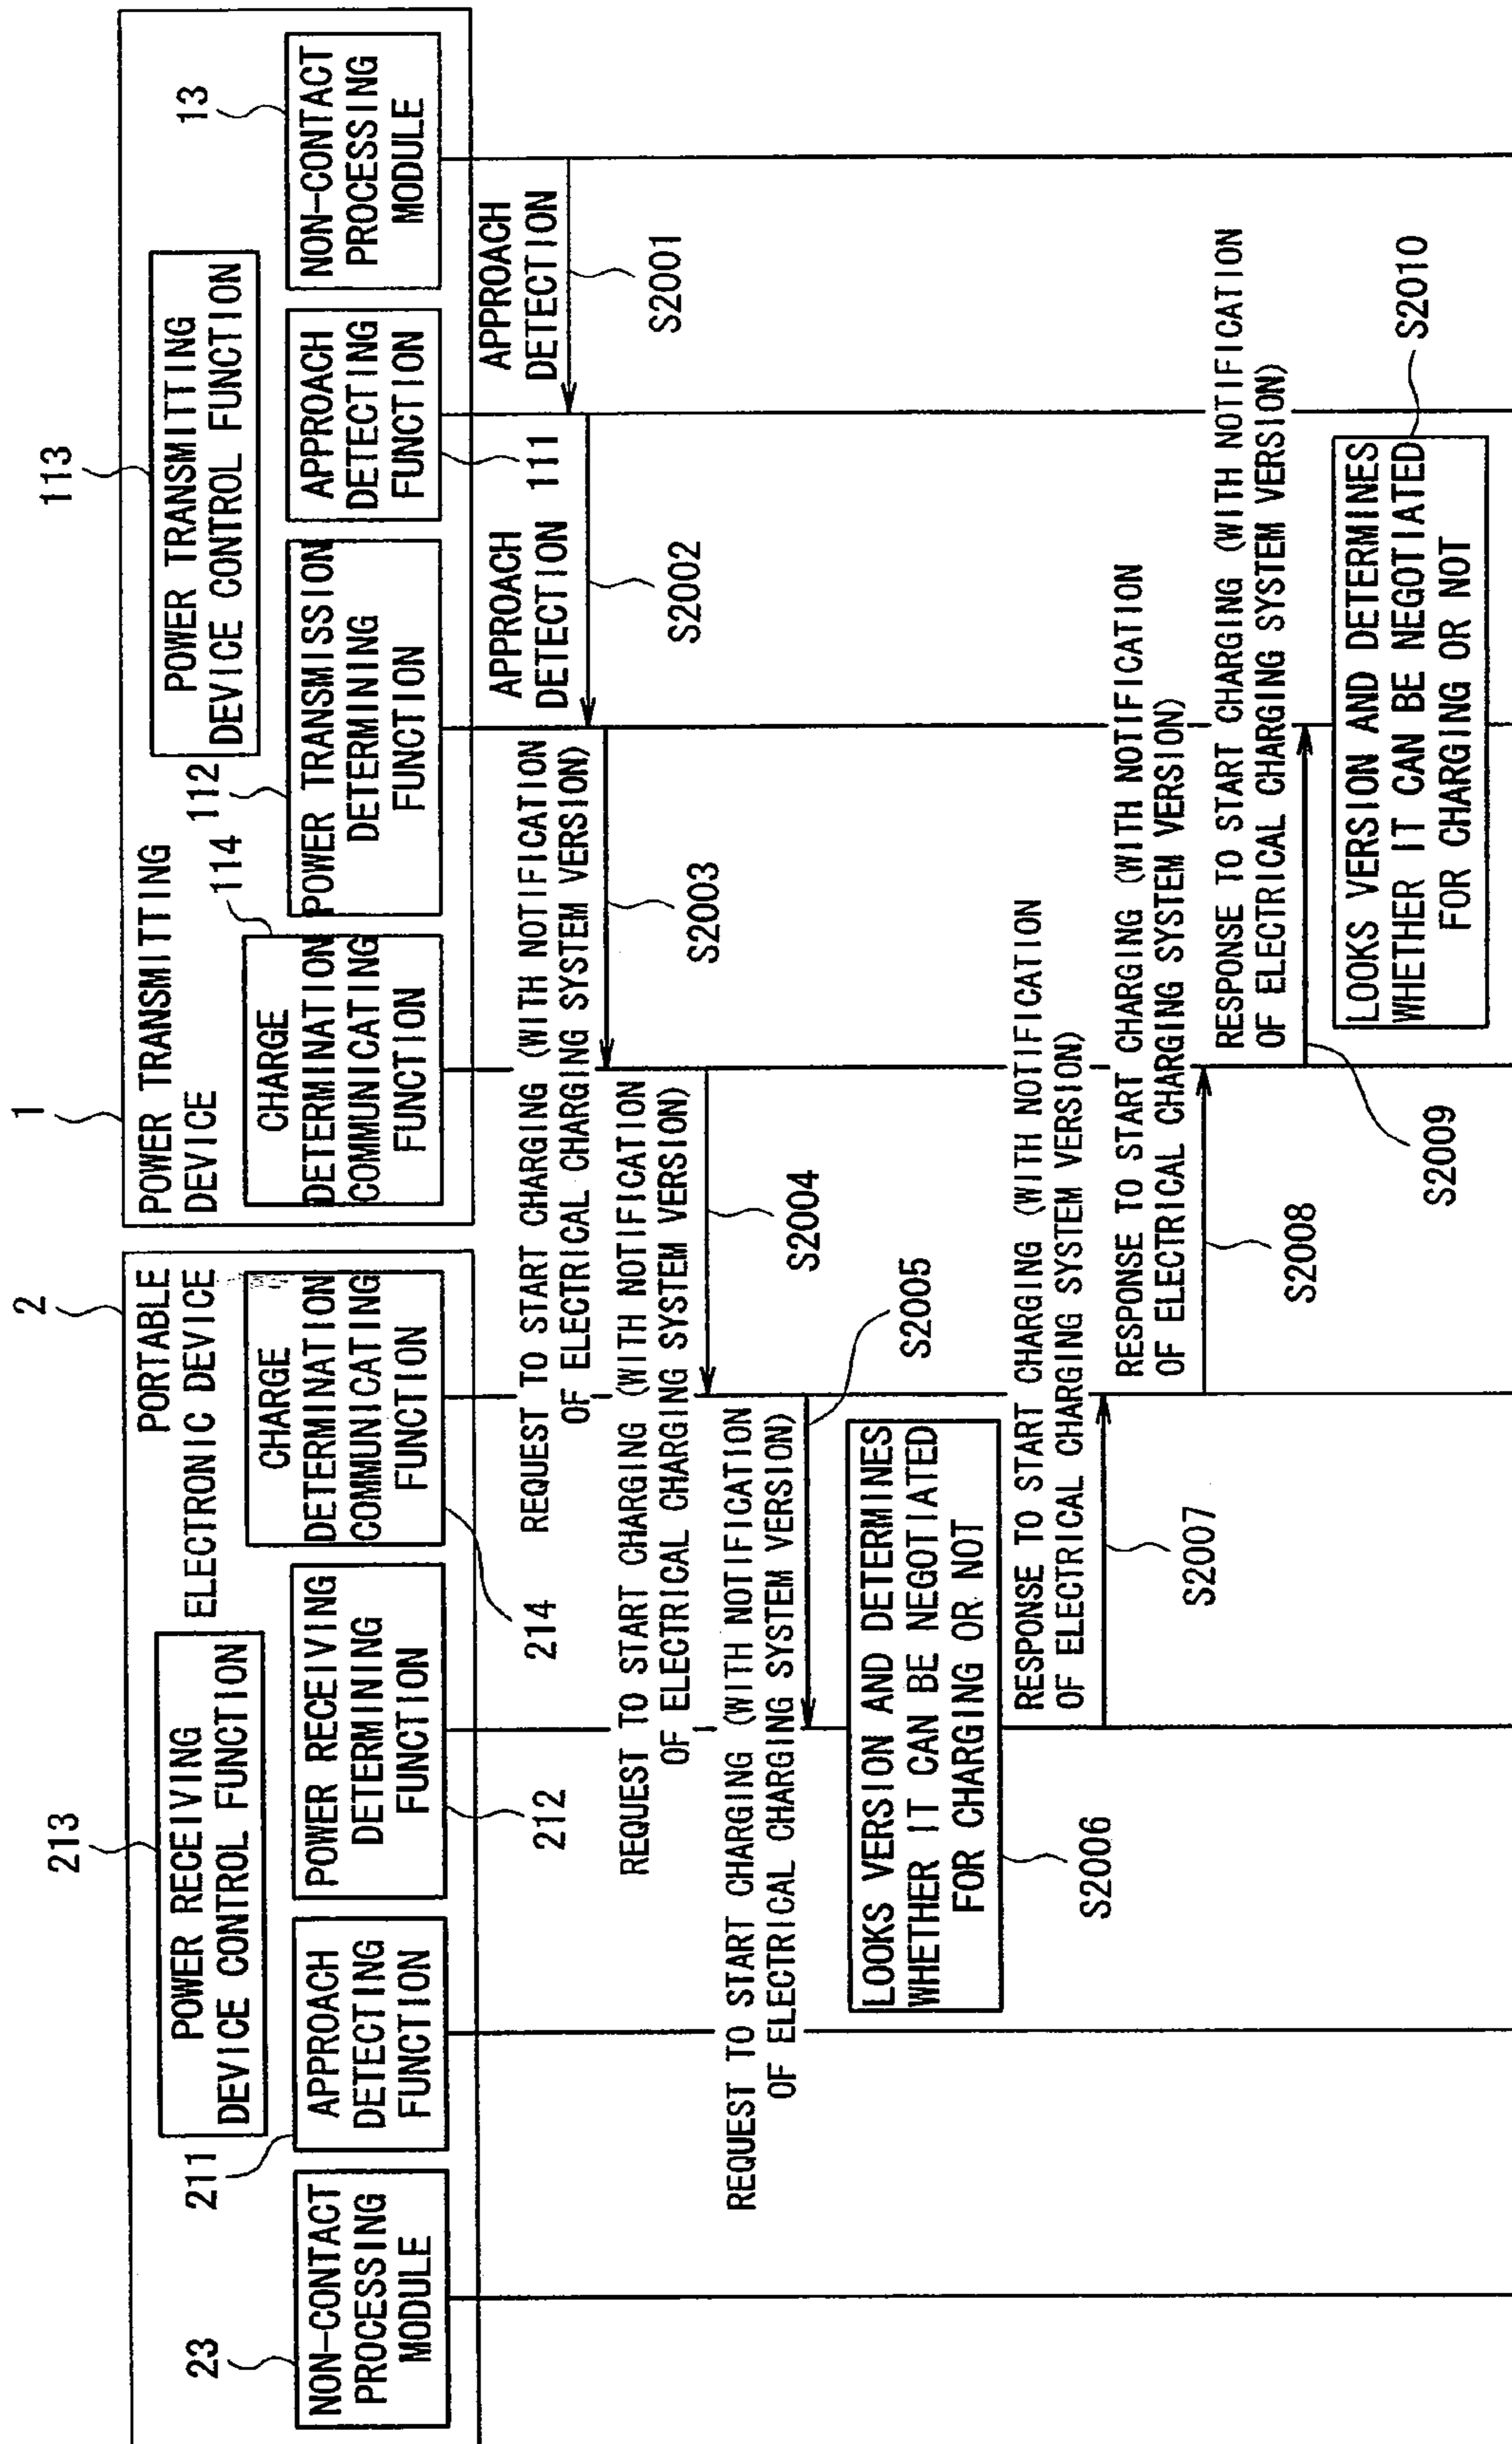 2
PORTABLE
ELECTRONIC DEVICE
213
POWER RECEIVING
DEVICE CONTROL FUNCTION
23
NON-CONTACT
PROCESSING
MODULE
211
APPROACH
DETECTING
FUNCTION
POWER RECEIVING
DETERMINING
FUNCTION
212
CHARGE
DETERMINATION
COMMUNICATING
FUNCTION
214
1
POWER TRANSMITTING
DEVICE
113
POWER TRANSMITTING
DEVICE CONTROL FUNCTION
114
CHARGE
DETERMINATION
COMMUNICATING
FUNCTION
112
POWER TRANSMISSION
DETERMINING
FUNCTION
APPROACH
DETECTING
FUNCTION
111
13
NON-CONTACT
PROCESSING
MODULE
APPROACH
DETECTION
S2001
APPROACH
DETECTION
S2002
REQUEST TO START CHARGING (WITH NOTIFICATION
OF ELECTRICAL CHARGING SYSTEM VERSION)
S2003
REQUEST TO START CHARGING (WITH NOTIFICATION
OF ELECTRICAL CHARGING SYSTEM VERSION)
S2004
REQUEST TO START CHARGING (WITH NOTIFICATION
OF ELECTRICAL CHARGING SYSTEM VERSION)
S2005
LOOKS VERSION AND DETERMINES
WHETHER IT CAN BE NEGOTIATED
FOR CHARGING OR NOT
S2006
RESPONSE TO START CHARGING (WITH NOTIFICATION
OF ELECTRICAL CHARGING SYSTEM VERSION)
S2007
RESPONSE TO START CHARGING (WITH NOTIFICATION
OF ELECTRICAL CHARGING SYSTEM VERSION)
S2008
RESPONSE TO START CHARGING (WITH NOTIFICATION
OF ELECTRICAL CHARGING SYSTEM VERSION)
S2009
LOOKS VERSION AND DETERMINES
WHETHER IT CAN BE NEGOTIATED
FOR CHARGING OR NOT
S2010